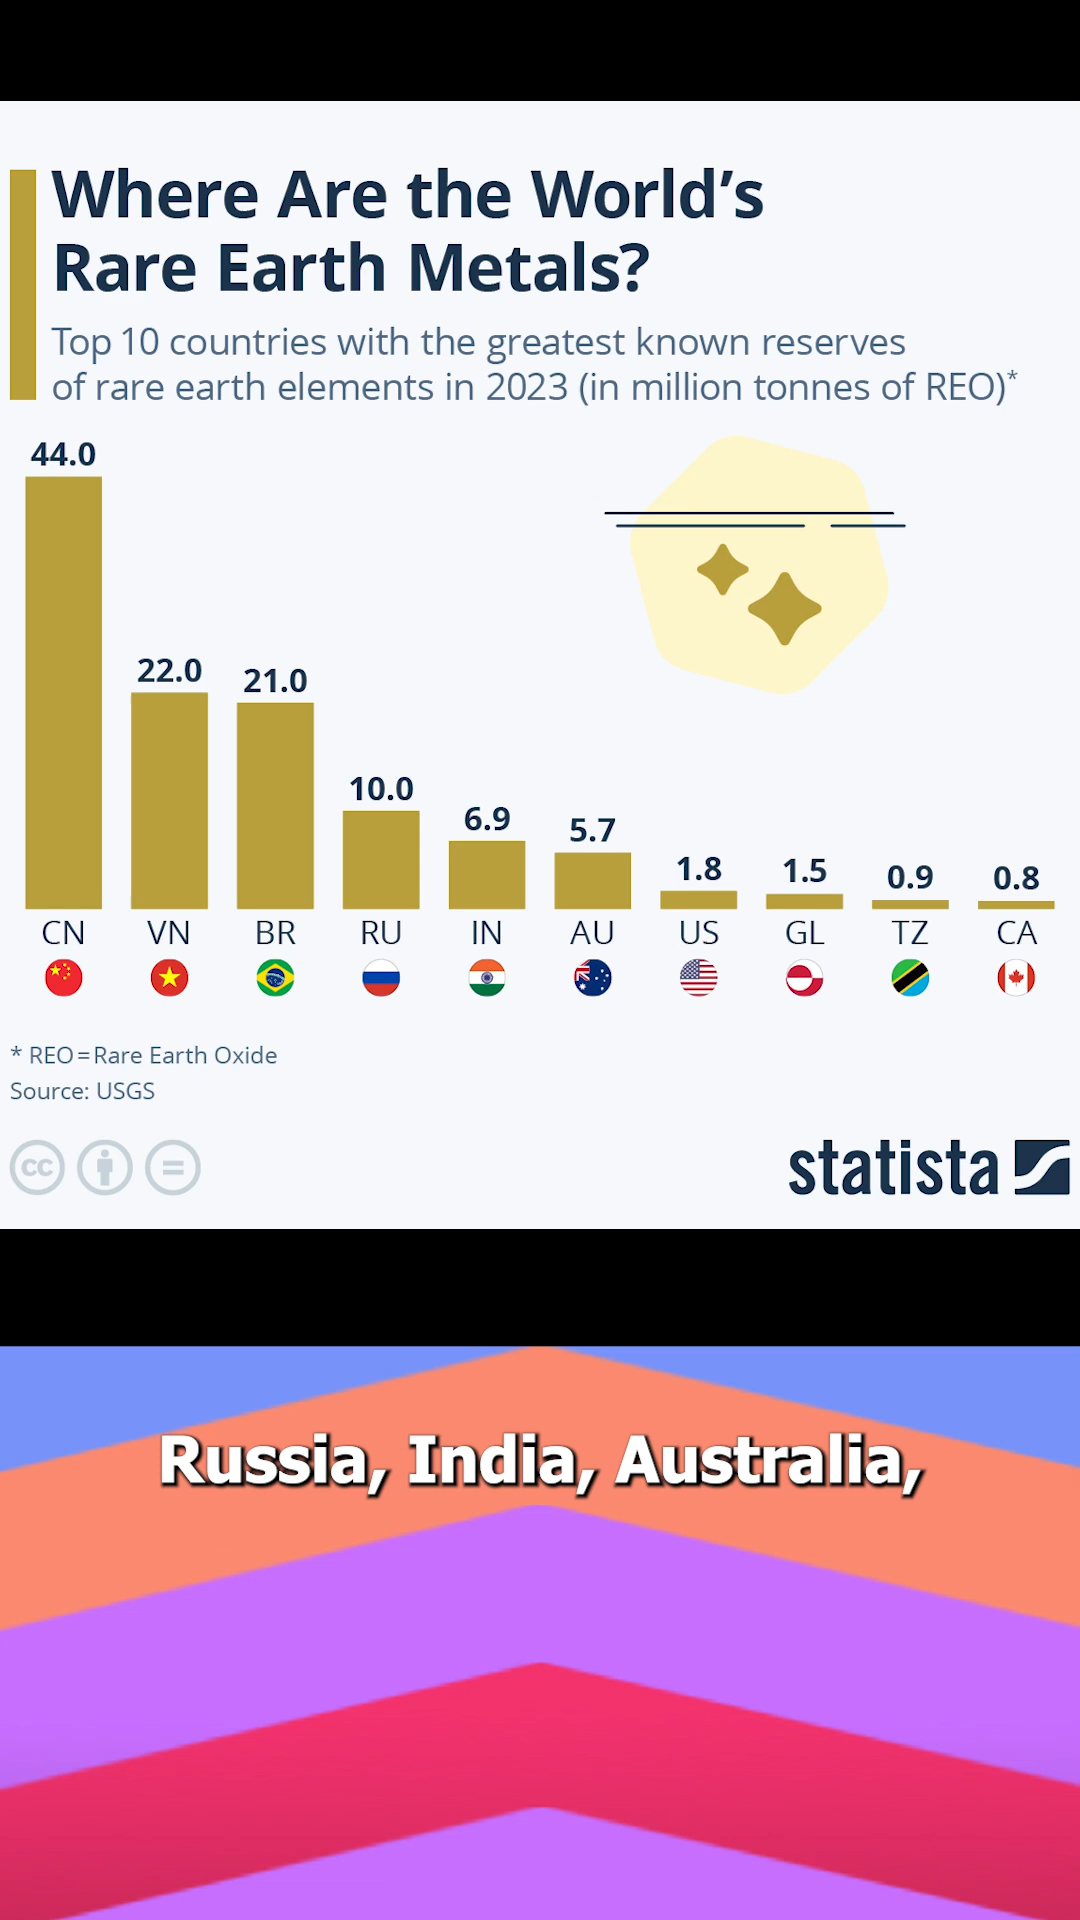 Where Are the World’s
Rare Earth Metals?
Top 10 countries with the greatest known reserves
of rare earth elements in 2023 (in million tonnes of REO)*
44.0
22.0
21.0
10.0
6.9
5.7
1.8
1.5
0.9
0.8
CN VN BR RU IN AU US GL TZ CA
* REO=Rare Earth Oxide
Source: USGS
cc
statista
Russia, India, Australia,